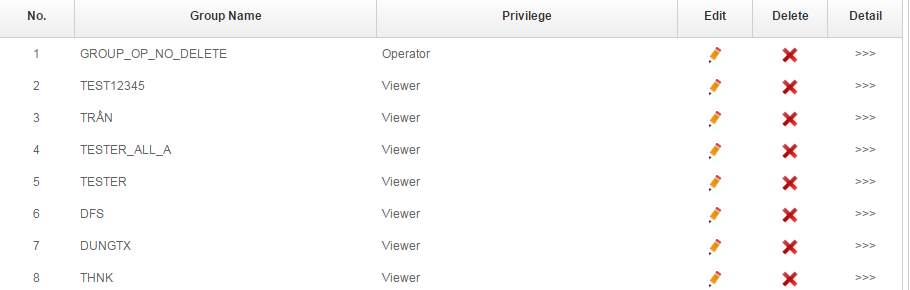 No. Group Name Privilege Edit Delete Detail
1 GROUP_OP_NO_DELETE Operator >>>
2 TEST12345 Viewer >>>
3 TRÂN Viewer >>>
4 TESTER_ALL_A Viewer >>>
5 TESTER Viewer >>>
6 DFS Viewer >>>
7 DUNGTX Viewer >>>
8 THNK Viewer >>>